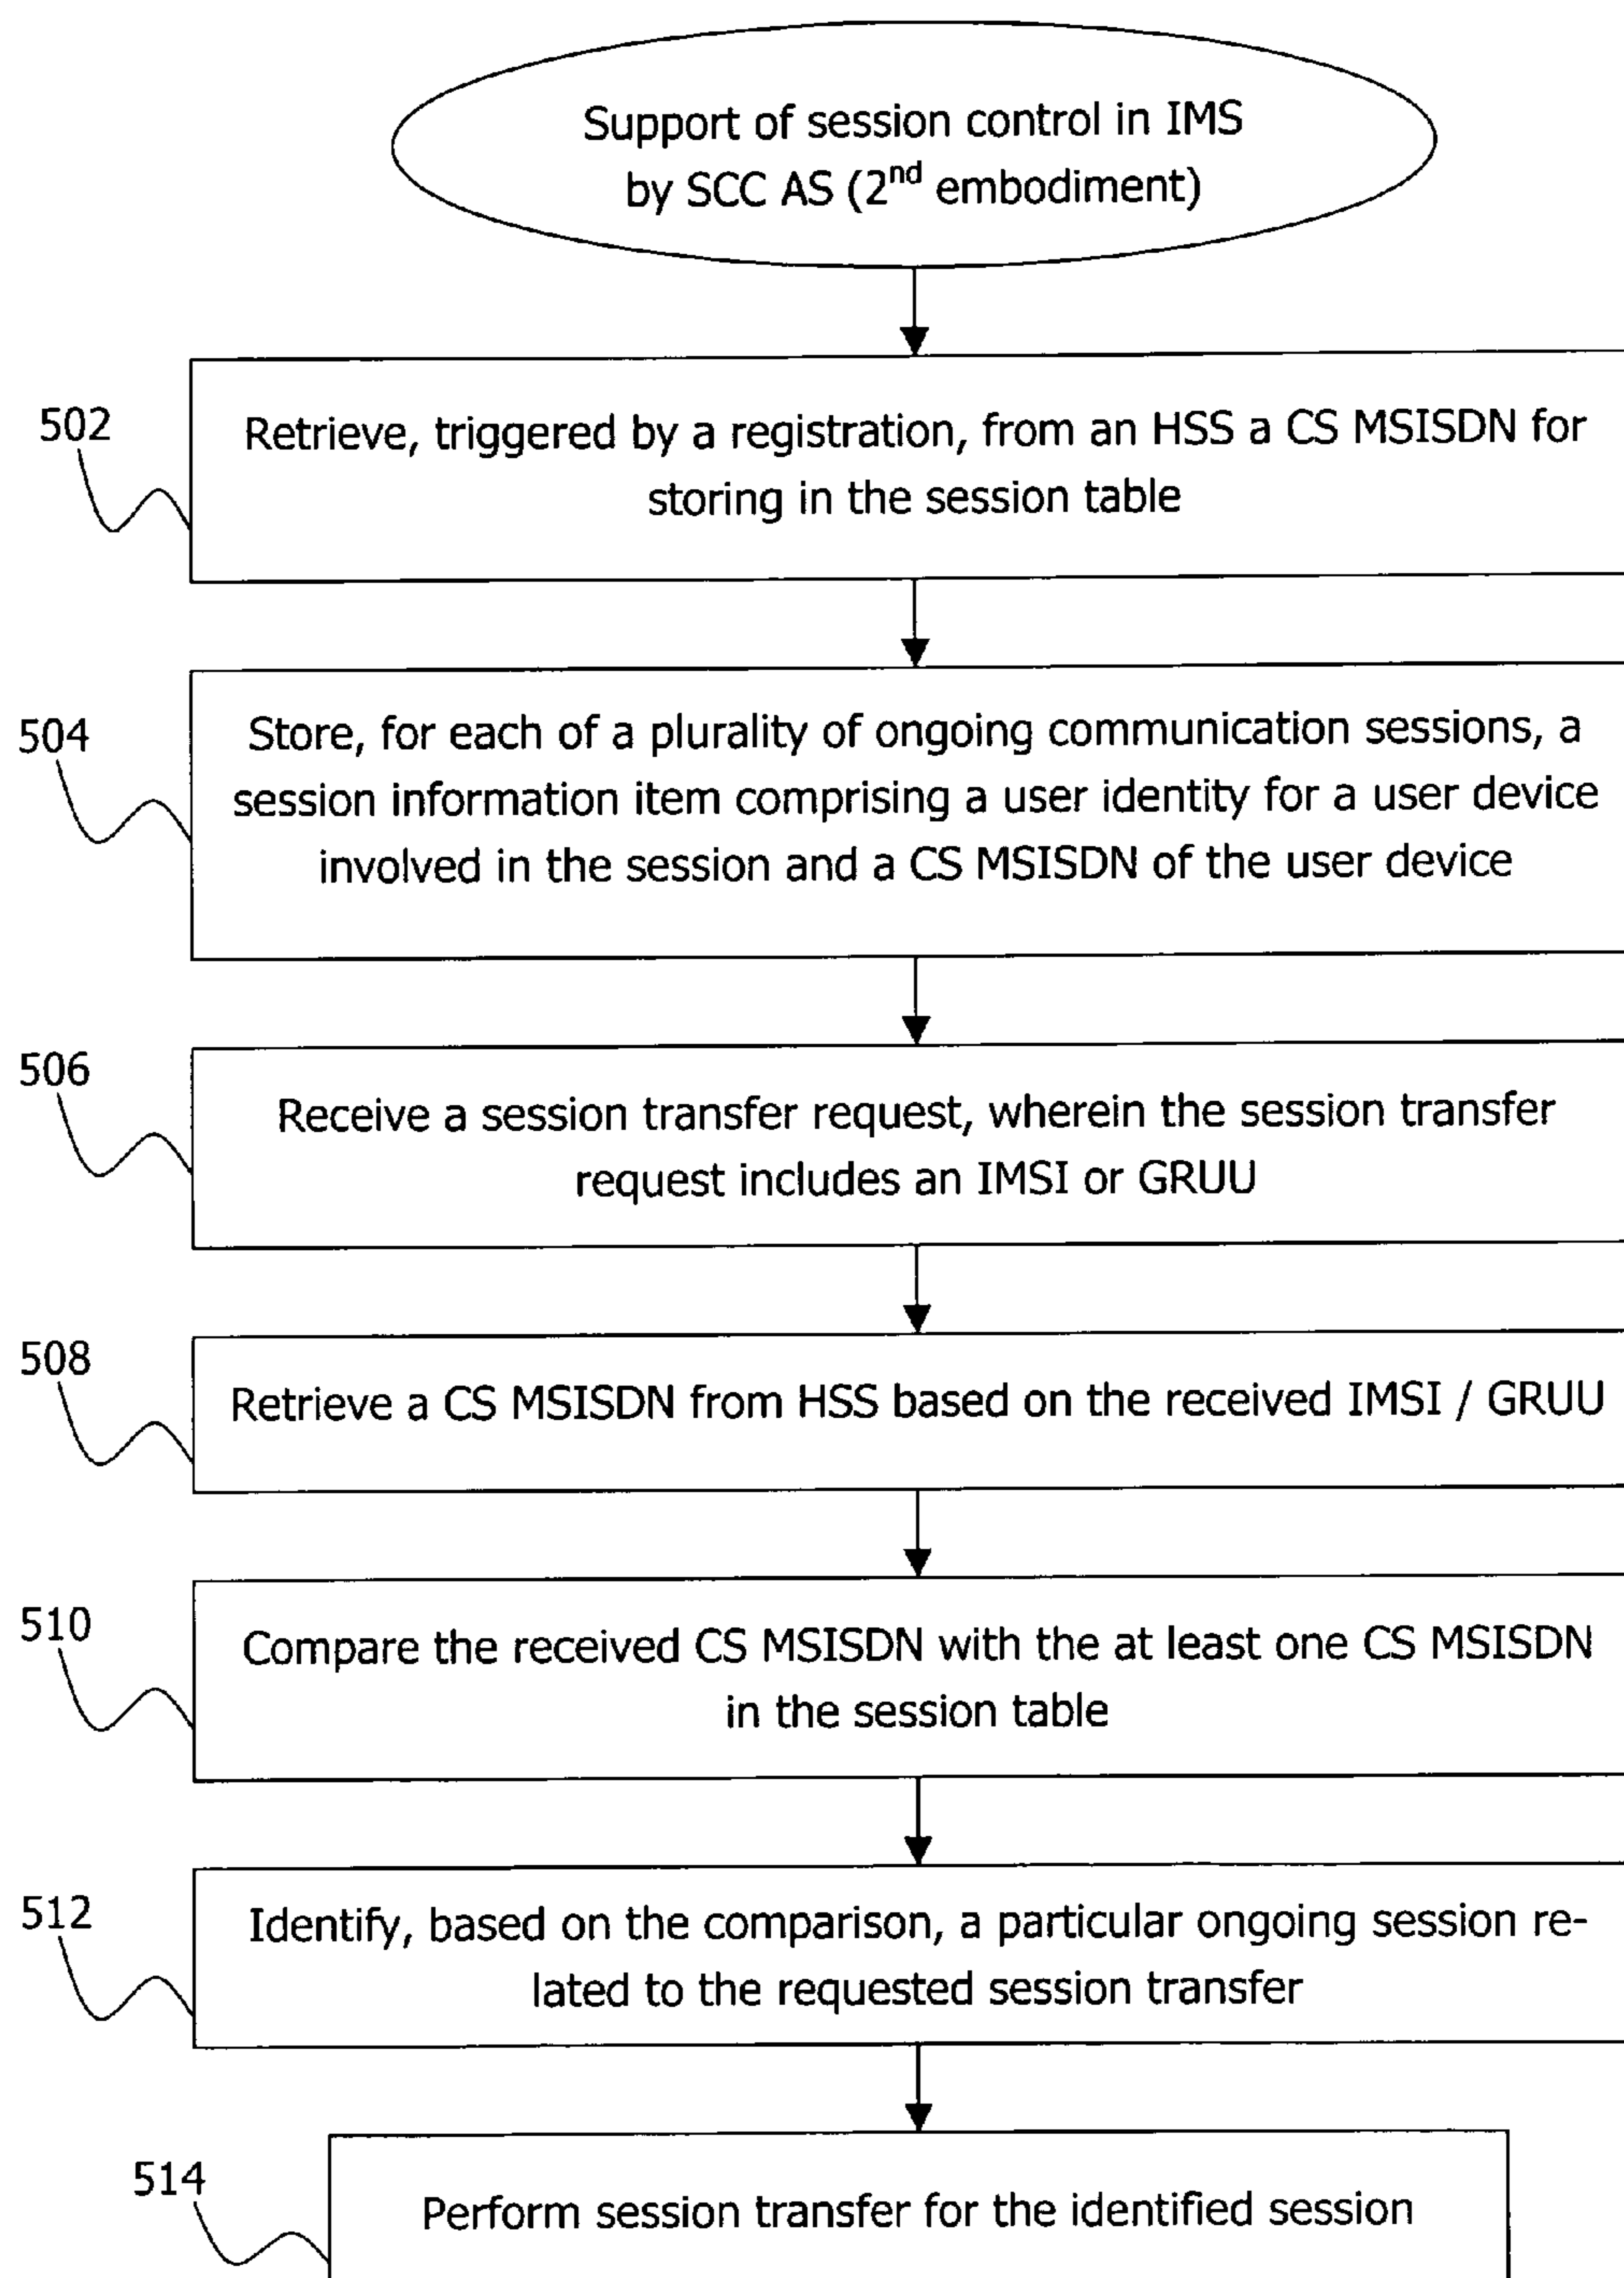 Support of session control in IMS
by SCC AS (2nd embodiment)
502
Retrieve, triggered by a registration, from an HSS a CS MSISDN for
storing in the session table
504
Store, for each of a plurality of ongoing communication sessions, a
session information item comprising a user identity for a user device
involved in the session and a CS MSISDN of the user device
506
Receive a session transfer request, wherein the session transfer
request includes an IMSI or GRUU
508
Retrieve a CS MSISDN from HSS based on the received IMSI / GRUU
510
Compare the received CS MSISDN with the at least one CS MSISDN
in the session table
512
Identify, based on the comparison, a particular ongoing session re-
lated to the requested session transfer
514
Perform session transfer for the identified session